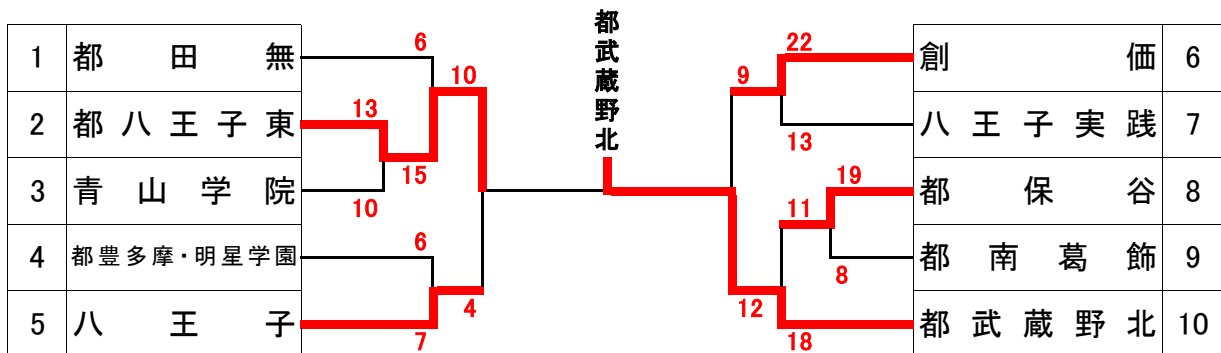 都武蔵野北
1 都田無
2 都八王子東
3 青山学院
4 都豊多摩・明星学園
5 八王子
6
13
10
15
10
6
7
4
22
13
9
19
8
11
18
12
創価 6
八王子実践 7
都保谷 8
都南葛飾 9
都武蔵野北 10